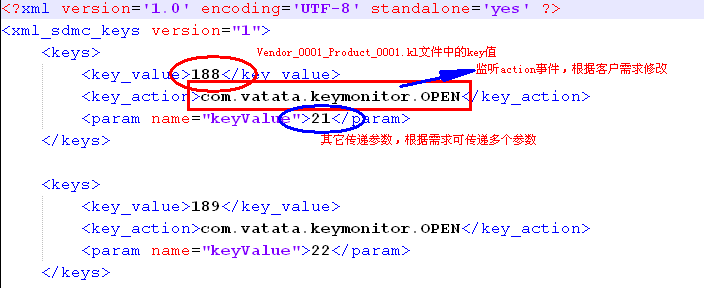 <?xml version='1.0' encoding='UTF-8' standalone='yes' ?>
<xml_sdmc_keys version="1">
<keys>
Vendor_0001_Product_0001.kl文件中的key值
<key_value>188</key_value>
监听action事件，根据客户需求修改
<key_action>com.vatata.keymonitor.OPEN</key_action>
<param name="keyValue">21</param>
其它传递参数，根据需求可传递多个参数
</keys>
<keys>
<key_value>189</key_value>
<key_action>com.vatata.keymonitor.OPEN</key_action>
<param name="keyValue">22</param>
</keys>